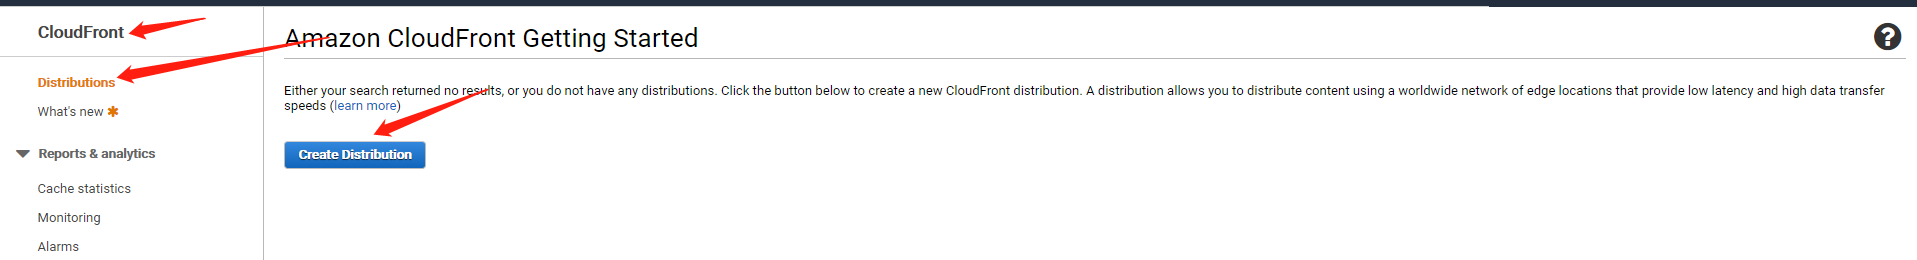 CloudFront
Distributions
What's new
Reports & analytics
Cache statistics
Monitoring
Alarms
Amazon CloudFront Getting Started
?
Either your search returned no results, or you do not have any distributions. Click the button below to create a new CloudFront distribution. A distribution allows you to distribute content using a worldwide network of edge locations that provide low latency and high data transfer
speeds (learn more)
Create Distribution